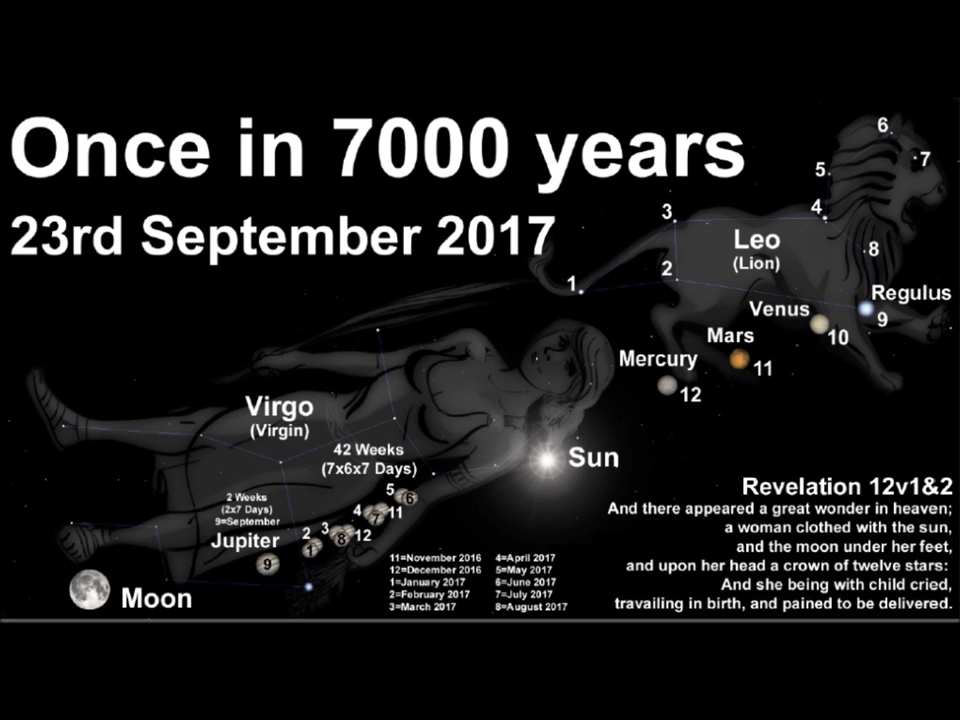 Once in 7000 years
23rd September 2017
6
7
5
4
3
Leo
(Lion)
8
2
1
Regulus
9
Venus
10
Mars
11
Mercury
12
Virgo
(Virgin)
42 Weeks
(7x6x7 Days)
Sun
5
6
2 Weeks
(2x7 Days)
9=September
Jupiter
4
7
11
2
3
1
8
12
9
Moon
11=November 2016
12=December 2016
1=January 2017
2=February 2017
3=March 2017
4=April 2017
5=May 2017
6=June 2017
7=July 2017
8=August 2017
Revelation 12v1&2
And there appeared a great wonder in heaven;
a woman clothed with the sun,
and the moon under her feet,
and upon her head a crown of twelve stars:
And she being with child cried,
travailing in birth, and pained to be delivered.